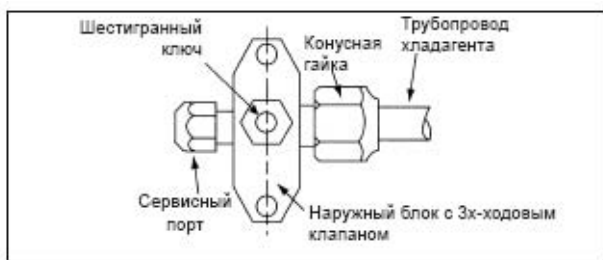 Шестигранный
ключ
Конусная
гайка
Трубопровод
хладагента
Сервисный
порт
Наружный блок с 3х-ходовым
клапаном